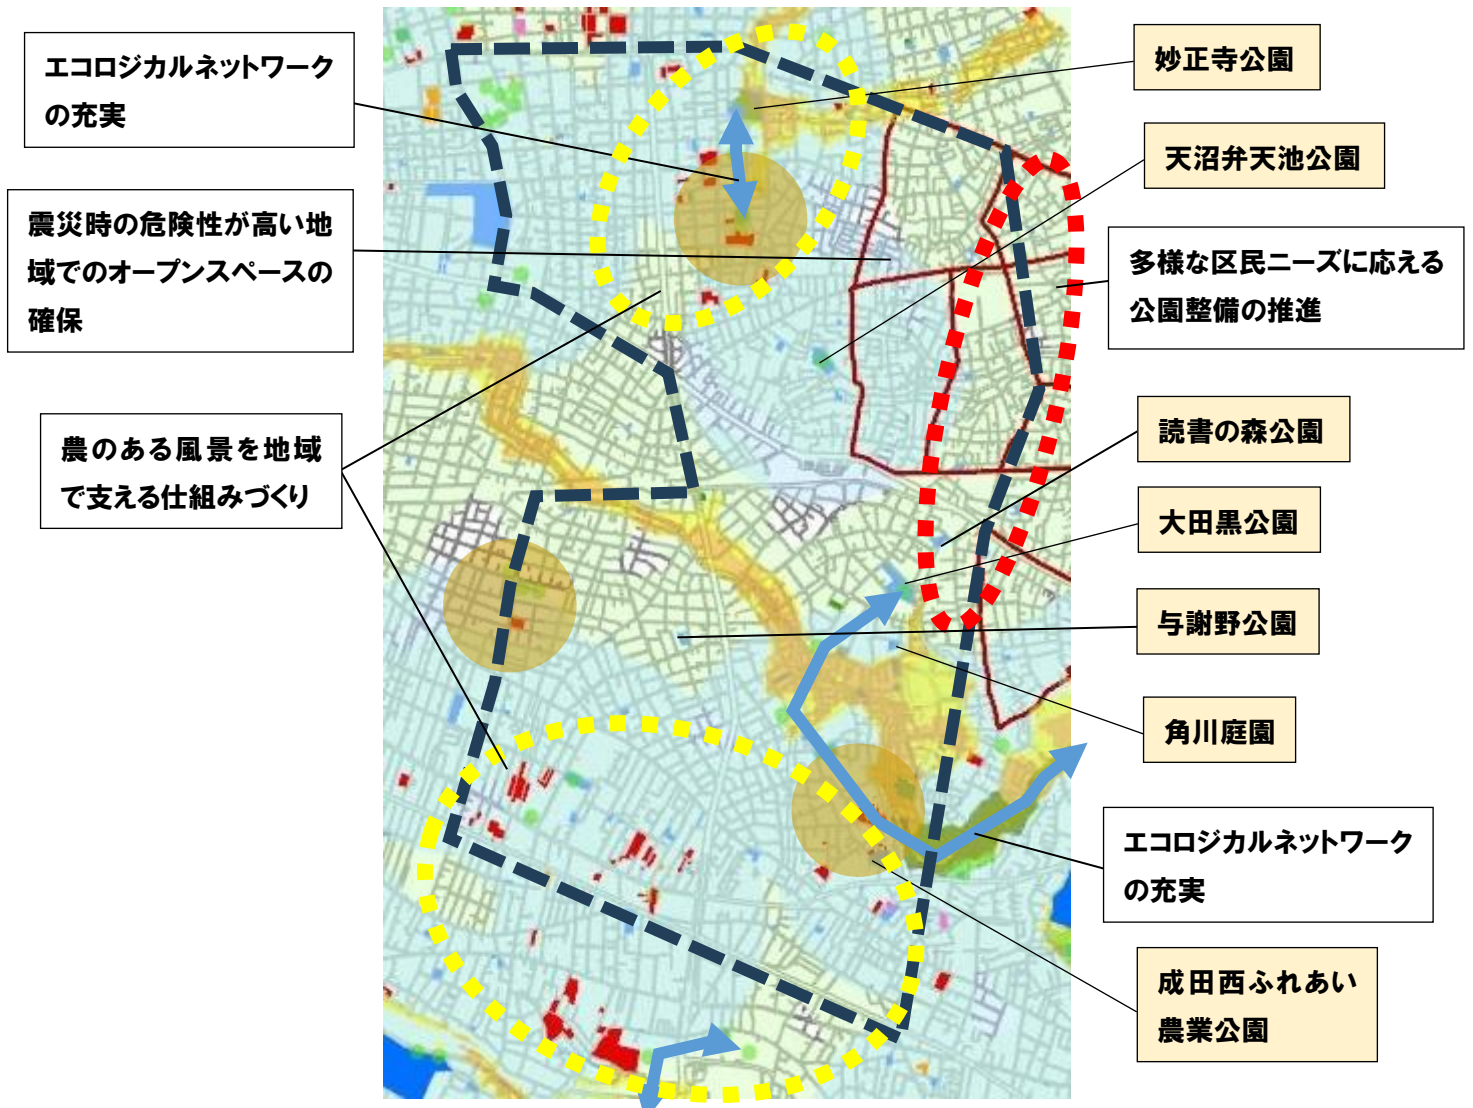 エコロジカルネットワーク
の充実
震災時の危険性が高い地
域でのオープンスペースの
確保
農のある風景を地域
で支える仕組みづくり
妙正寺公園
天沼弁天池公園
多様な区民ニーズに応える
公園整備の推進
読書の森公園
大田黒公園
与謝野公園
角川庭園
エコロジカルネットワーク
の充実
成田西ふれあい
農業公園